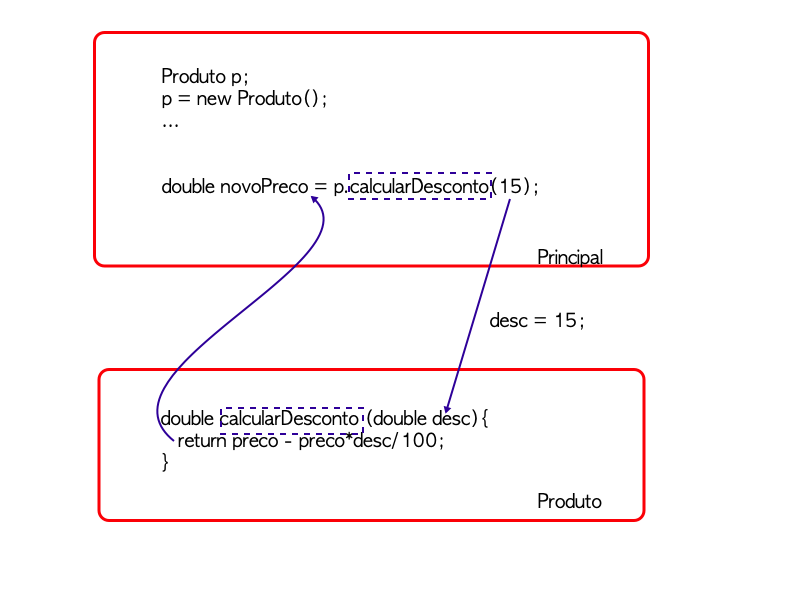 Produto p;
p = new Produto();
...
double novoPreco = p.calcularDesconto(15);
Principal
desc = 15;
double calcularDesconto (double desc){
return preco - preco*desc/100;
}
Produto